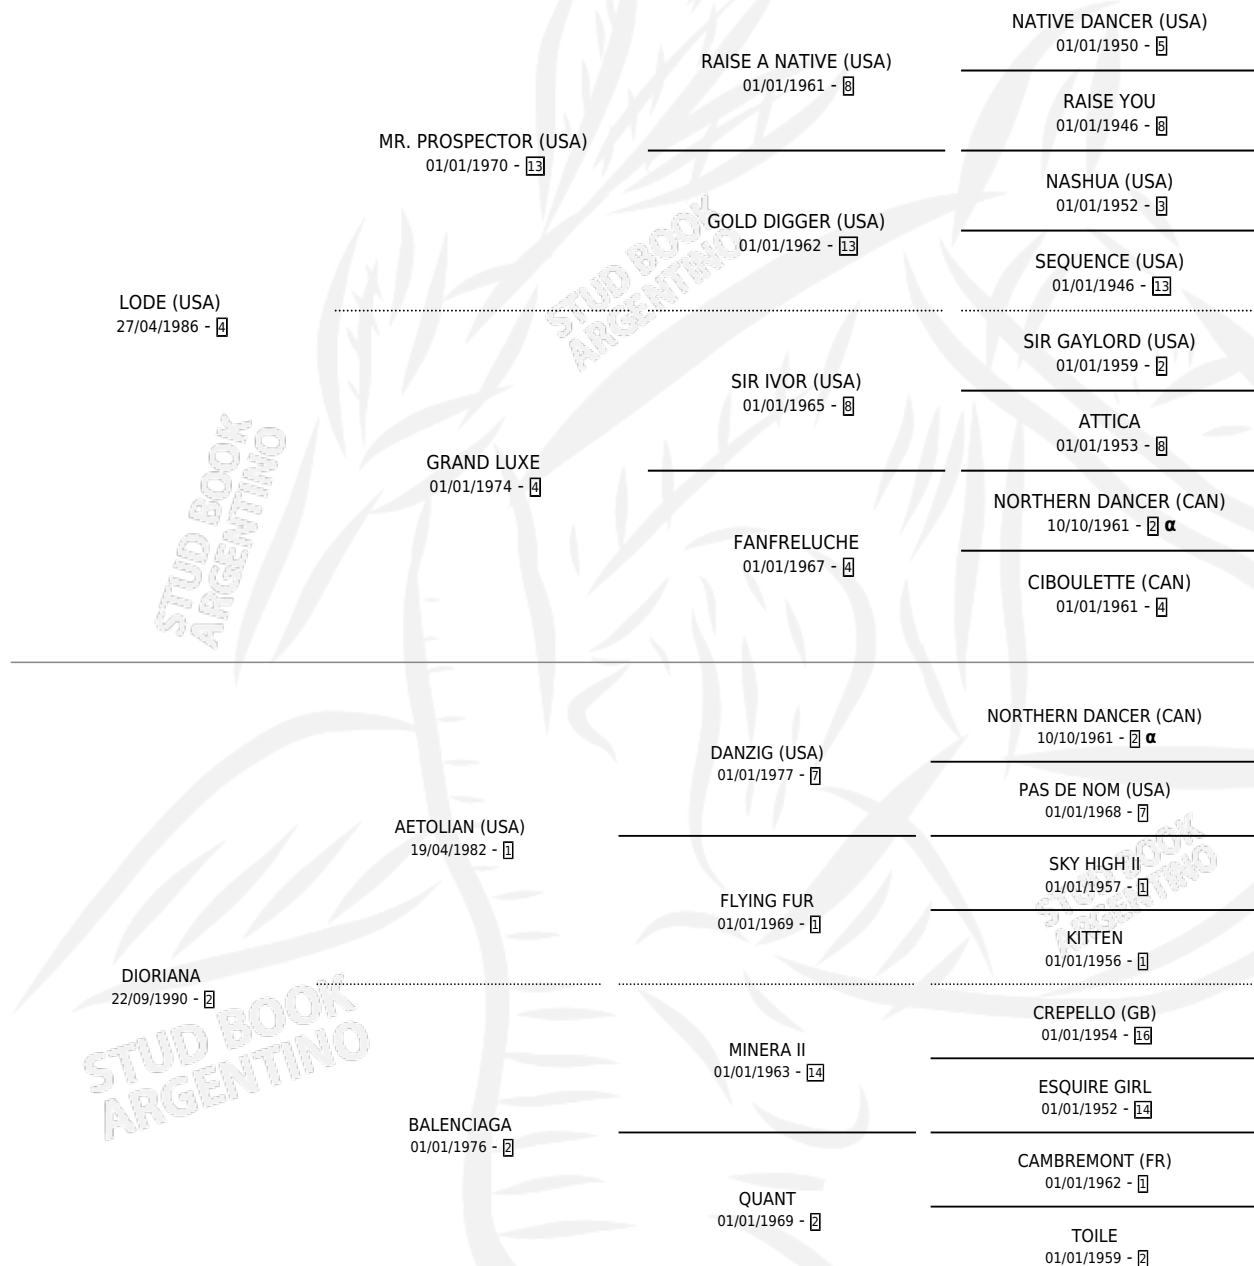 NATIVE DANCER (USA)
01/01/1950 - 5
RAISE A NATIVE (USA)
01/01/1961 - 8
RAISE YOU
01/01/1946 - 8
MR. PROSPECTOR (USA)
01/01/1970 - 13
NASHUA (USA)
01/01/1952 - 3
GOLD DIGGER (USA)
01/01/1962 - 13
SEQUENCE (USA)
01/01/1946 - 13
LODE (USA)
27/04/1986 - 4
STUD BOOK
ARGENTINO
SIR GAYLORD (USA)
01/01/1959 - 2
SIR IVOR (USA)
01/01/1965 - 8
ATTICA
01/01/1953 - 8
GRAND LUXE
01/01/1974 - 4
STUD BOOK
ARGENTINO
NORTHERN DANCER (CAN)
10/10/1961 - 2 α
FANFRELUCHE
01/01/1967 - 4
CIBOULETTE (CAN)
01/01/1961 - 4
NORTHERN DANCER (CAN)
10/10/1961 - 2 α
DANZIG (USA)
01/01/1977 - 7
PAS DE NOM (USA)
01/01/1968 - 7
AETOLIAN (USA)
19/04/1982 - 1
SKY HIGH II
01/01/1957 - 1
STUD BOOK
ARGENTINO
FLYING FUR
01/01/1969 - 1
KITTEN
01/01/1956 - 1
DIORIANA
22/09/1990 - 2
STUD BOOK
ARGENTINO
CREPELLO (GB)
01/01/1954 - 16
MINERA II
01/01/1963 - 14
ESQUIRE GIRL
01/01/1952 - 14
BALENCIAGA
01/01/1976 - 2
CAMBREMONT (FR)
01/01/1962 - 1
QUANT
01/01/1969 - 2
TOILE
01/01/1959 - 2